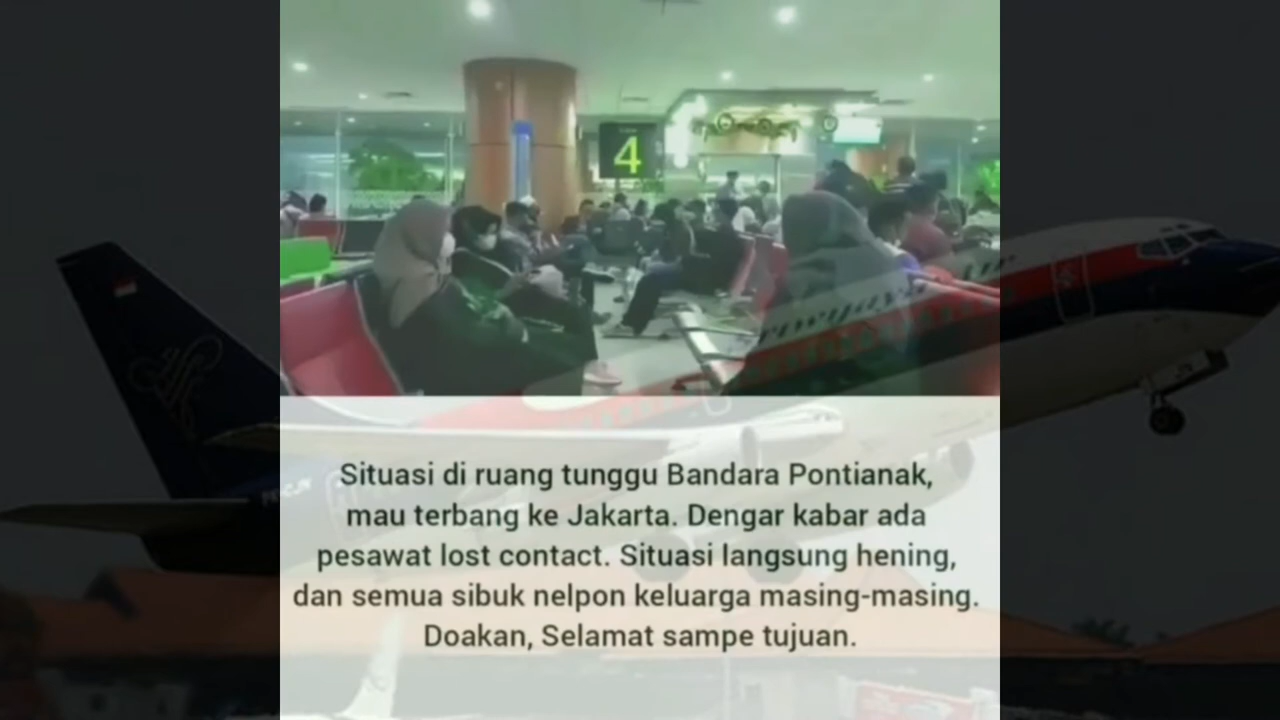 4
Situasi di ruang tunggu Bandara Pontianak,
mau terbang ke Jakarta. Dengar kabar ada
pesawat lost contact. Situasi langsung hening,
dan semua sibuk nelpon keluarga masing-masing.
Doakan, Selamat sampe tujuan.